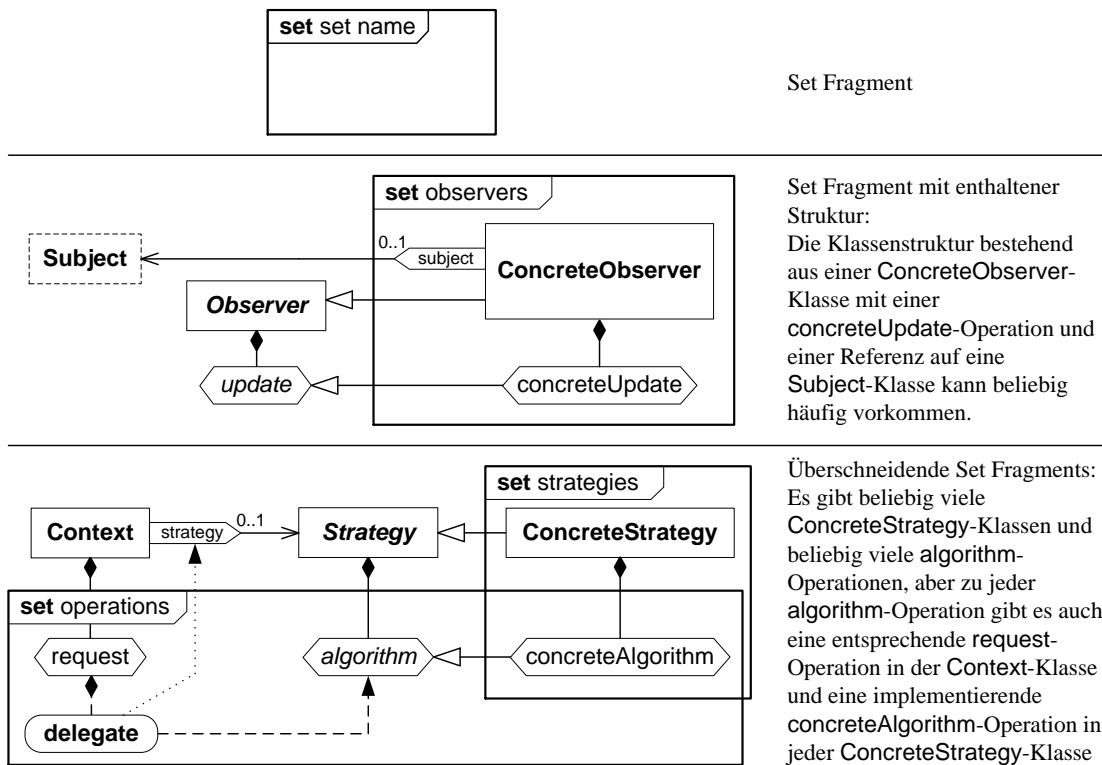 set set name
Set Fragment
set observers
0..1
subject
Subject
ConcreteObserver
Observer
update
concreteUpdate
Set Fragment mit enthaltener
Struktur:
Die Klassenstruktur bestehend
aus einer ConcreteObserver-
Klasse mit einer
concreteUpdate-Operation und
einer Referenz auf eine
Subject-Klasse kann beliebig
häufig vorkommen.
set strategies
Context
strategy
0..1
Strategy
ConcreteStrategy
set operations
request
algorithm
concreteAlgorithm
delegate
Überschneidende Set Fragments:
Es gibt beliebig viele
ConcreteStrategy-Klassen und
beliebig viele algorithm-
Operationen, aber zu jeder
algorithm-Operation gibt es auch
eine entsprechende request-
Operation in der Context-Klasse
und eine implementierende
concreteAlgorithm-Operation in
jeder ConcreteStrategy-Klasse